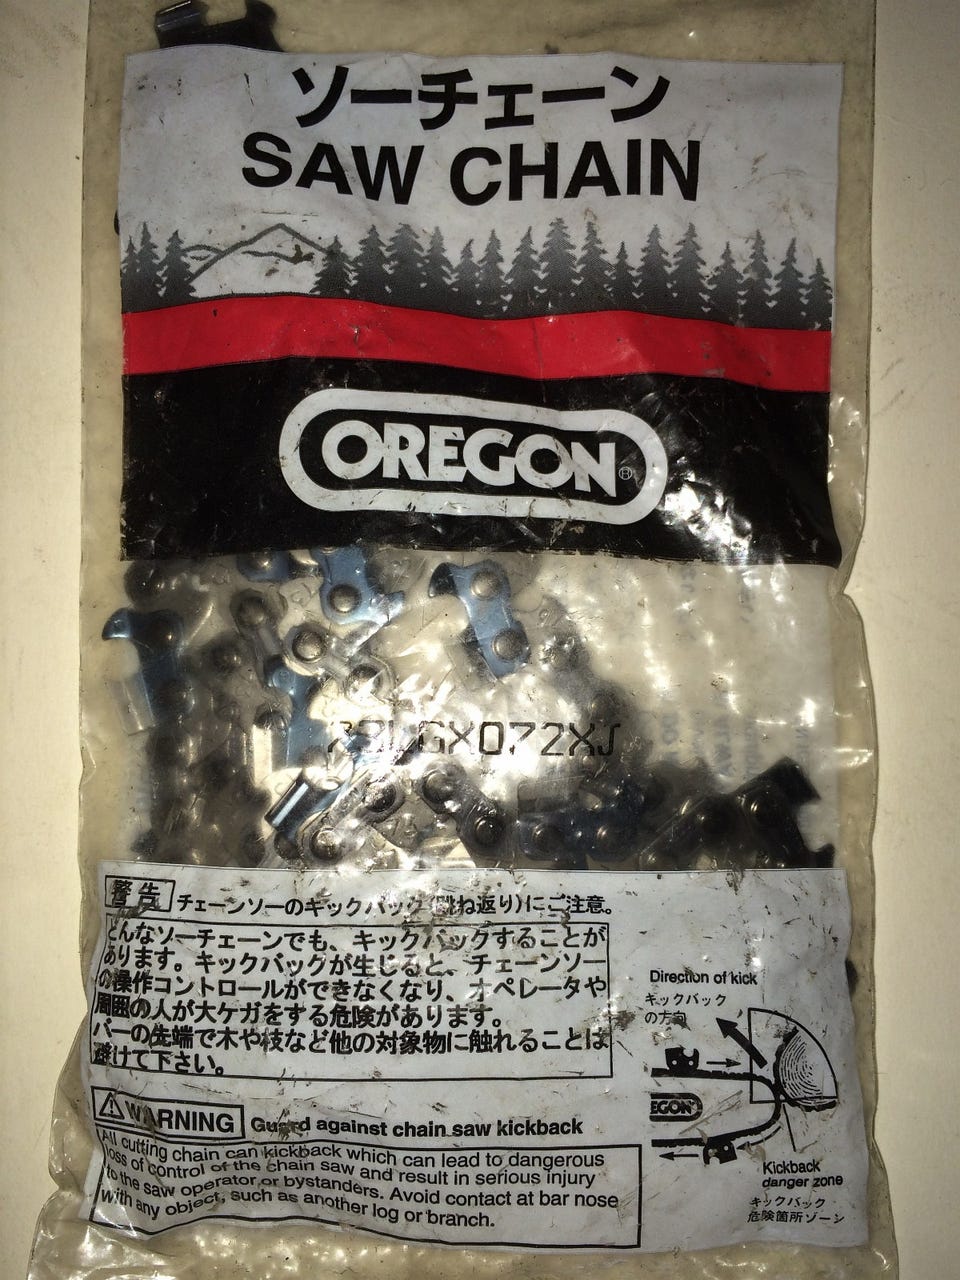 ソーチェーン
SAW CHAIN
OREGON®
73LGX072XJ
警告 チェーンソーのキックバック(跳ね返り)にご注意。
どんなソーチェーンでも、キックバックすることが
あります。キックバックが生じると、チェーンソー
の操作コントロールができなくなり、オペレータや
周囲の人が大ケガをする危険があります。
バーの先端で木や枝など他の対象物に触れることは
避けて下さい。
Direction of kick
キックバック
の方向
EGON
Kickback
danger zone
キックバック
危険箇所ゾーン
WARNING Guard against chain saw kickback
All cutting chain can kickback which can lead to dangerous
loss of control of the chain saw and result in serious injury
to the saw operator or bystanders. Avoid contact at bar nose
with any object, such as another log or branch.